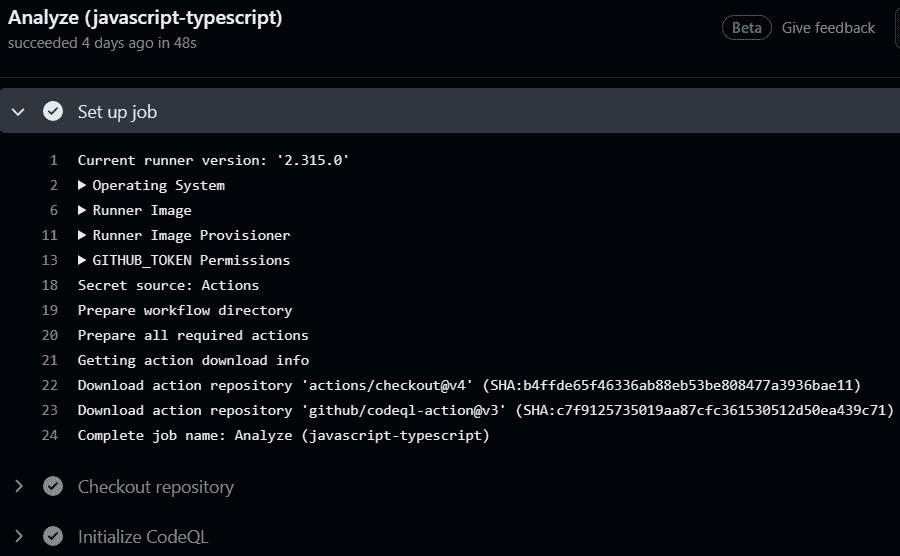 Analyze (javascript-typescript)
succeeded 4 days ago in 48s
Beta Give feedback
Set up job
1 Current runner version: '2.315.0'
2 Operating System
6 Runner Image
11 Runner Image Provisioner
13 GITHUB_TOKEN Permissions
18 Secret source: Actions
19 Prepare workflow directory
20 Prepare all required actions
21 Getting action download info
22 Download action repository 'actions/checkout@v4' (SHA:b4ffde65f46336ab88eb53be808477a3936bae11)
23 Download action repository 'github/codeql-action@v3' (SHA:c7f9125735019aa87cfc361530512d50ea439c71)
24 Complete job name: Analyze (javascript-typescript)
Checkout repository
Initialize CodeQL